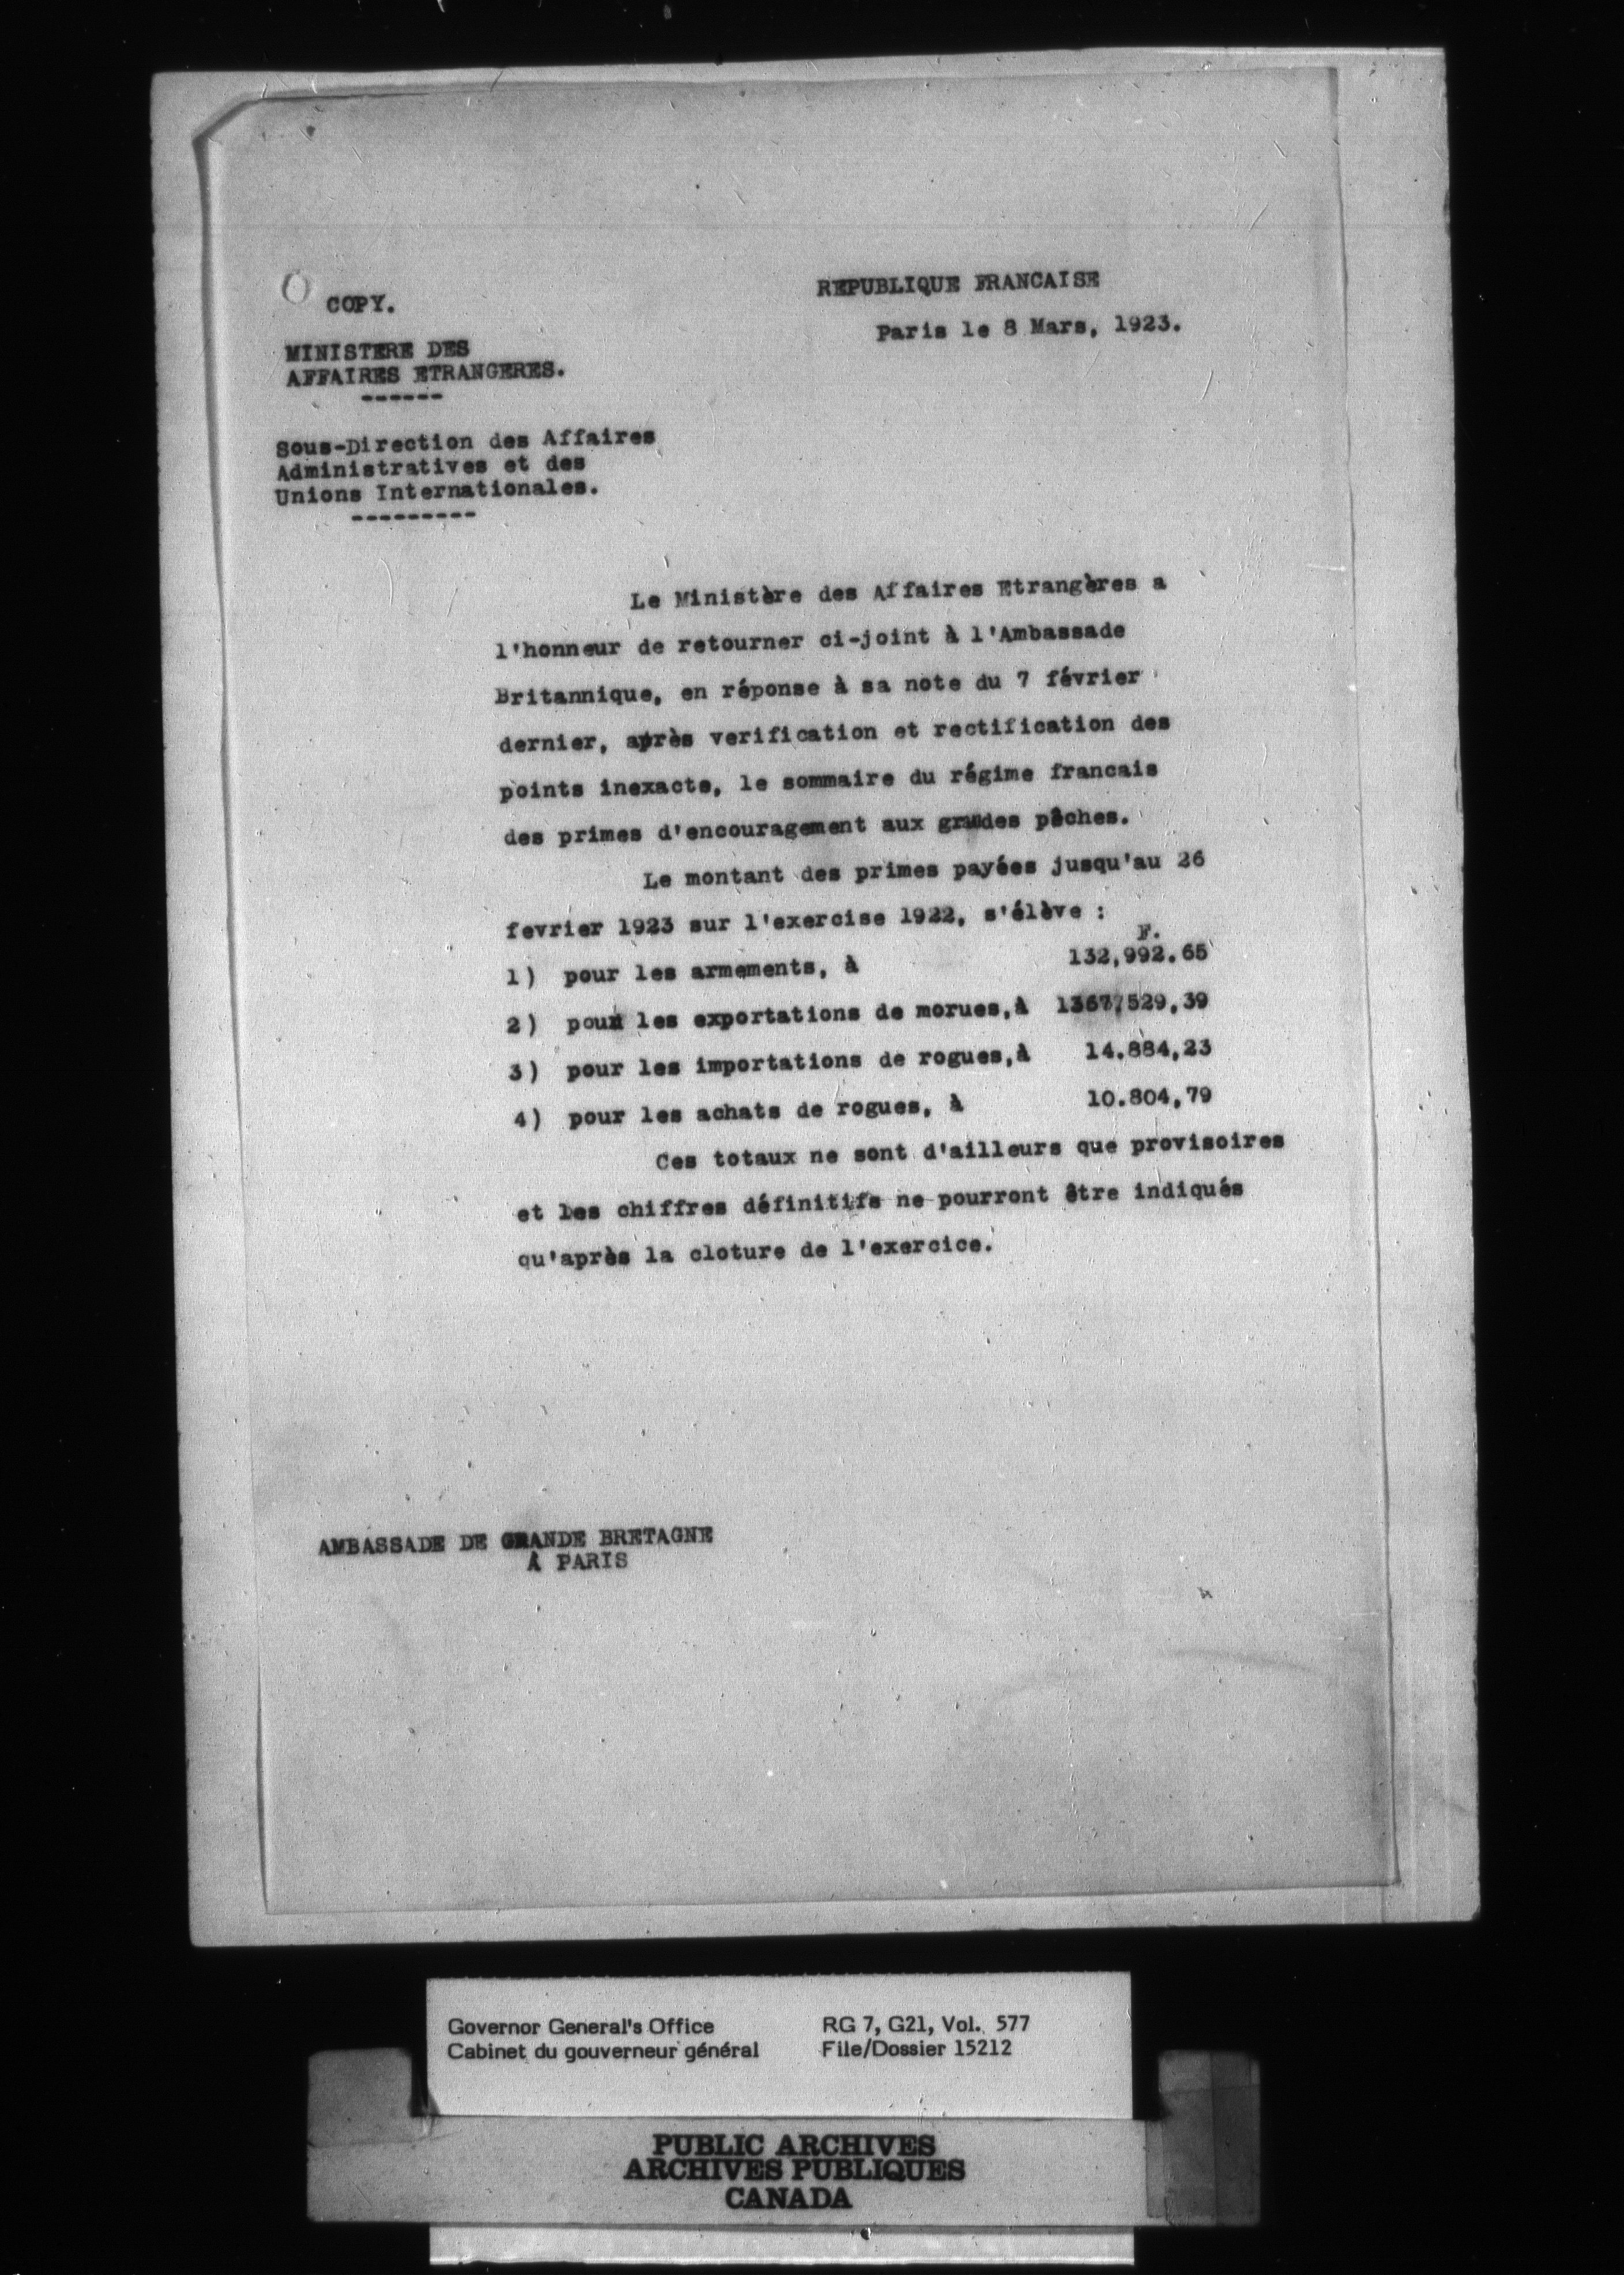 COPY.
REPUBLIQUE FRANCAISE
Paris le 8 Mars, 1923.
MINISTERE DES
AFFAIRES ETRANGERES.
------
Sous-Direction des Affaires
Administratives et des
Unions Internationales.
---------
Le Ministère des Affaires Etrangères a
l'honneur de retourner ci-joint à l'Ambassade
Britannique, en réponse à sa note du 7 février
dernier, après verification et rectification des
points inexacts, le sommaire du régime francais
des primes d'encouragement aux grandes pêches.
Le montant des primes payées jusqu'au 26
fevrier 1923 sur l'exercise 1922, s'élève :
F.
1) pour les armements, à 132,992.65
2) pour les exportations de morues, à
3) pour les importations de rogues, à 14.884,23
4) pour les achats de rogues, à 10.804,79
Ces totaux ne sont d'ailleurs que provisoires
et les chiffres définitifs ne pourront être indiqués
qu'après la cloture de l'exercice.
AMBASSADE DE GRANDE BRETAGNE
À PARIS
Governor General's Office RG 7, G21, Vol. 577
Cabinet du gouverneur général File/Dossier 15212
PUBLIC ARCHIVES
ARCHIVES PUBLIQUES
CANADA